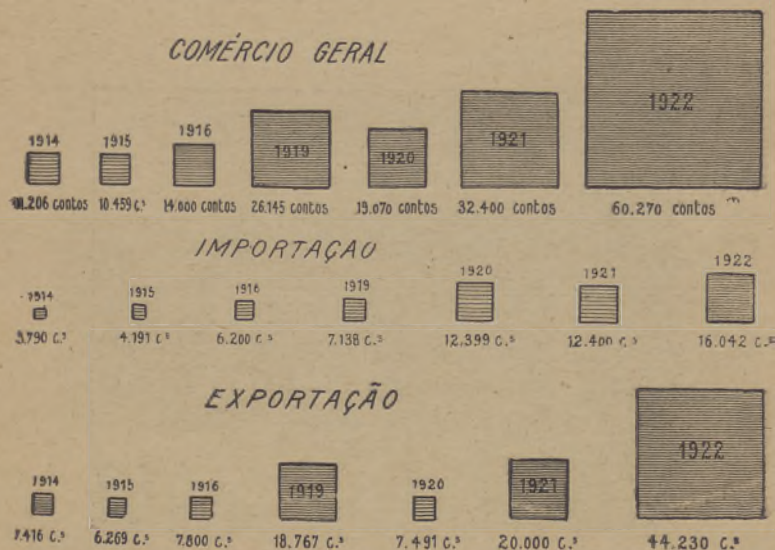 COMÉRCIO GERAL
1914 1915 1916 1919 1920 1921 1922
11.206 contos 10.459 c.s 14.000 contos 26.145 contos 19.070 contos 32.400 contos 60.270 contos
IMPORTAÇÃO
1914 1915 1916 1919 1920 1921 1922
3.790 c.s 4.191 c.s 6.200 c.s 7.138 c.s 12.399 c.s 12.400 c.s 16.042 c.s
EXPORTAÇÃO
1914 1915 1916 1919 1920 1921 1922
7.416 c.s 6.269 c.s 7.800 c.s 18.767 c.s 7.491 c.s 20.000 c.s 44.230 c.s